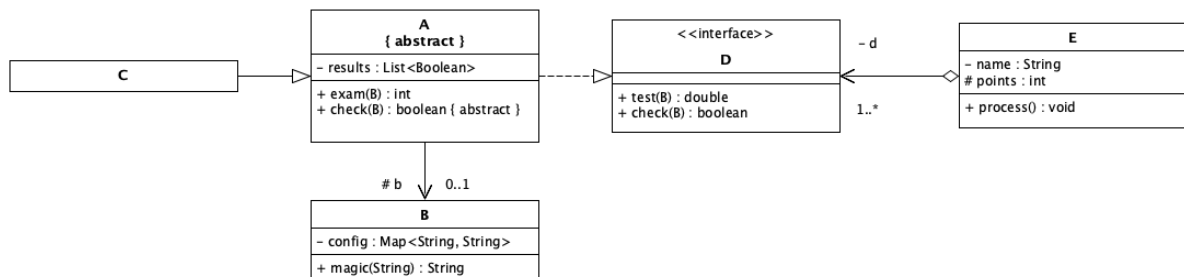 C
A
{ abstract }
– results : List<Boolean>
+ exam(B) : int
+ check(B) : boolean { abstract }
# b
0..1
B
– config : Map<String, String>
+ magic(String) : String
<<interface>>
D
+ test(B) : double
+ check(B) : boolean
– d
1..*
E
– name : String
# points : int
+ process() : void